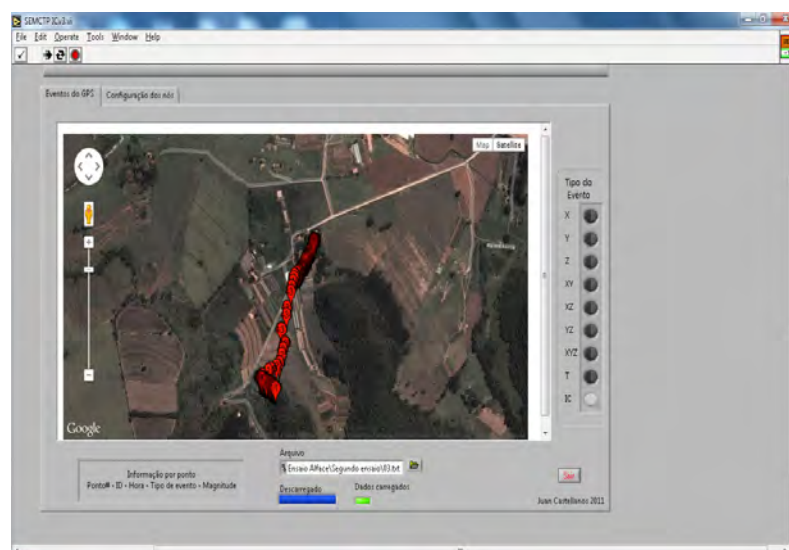 SEMCTP ICx3.vi
File Edit Operate Tools Window Help
Eventos do GPS
Configuração dos nós
Map Satellite
Tipo do
Evento
X
Y
Z
XY
XZ
YZ
XYZ
T
IC
Google
Arquivo
Ensaio Alface\Segundo ensaio\03.txt
Informação por ponto
Ponto# - ID - Hora - Tipo de evento - Magnitude
Descarregado
Dados carregados
Sair
Juan Castellanos 2011